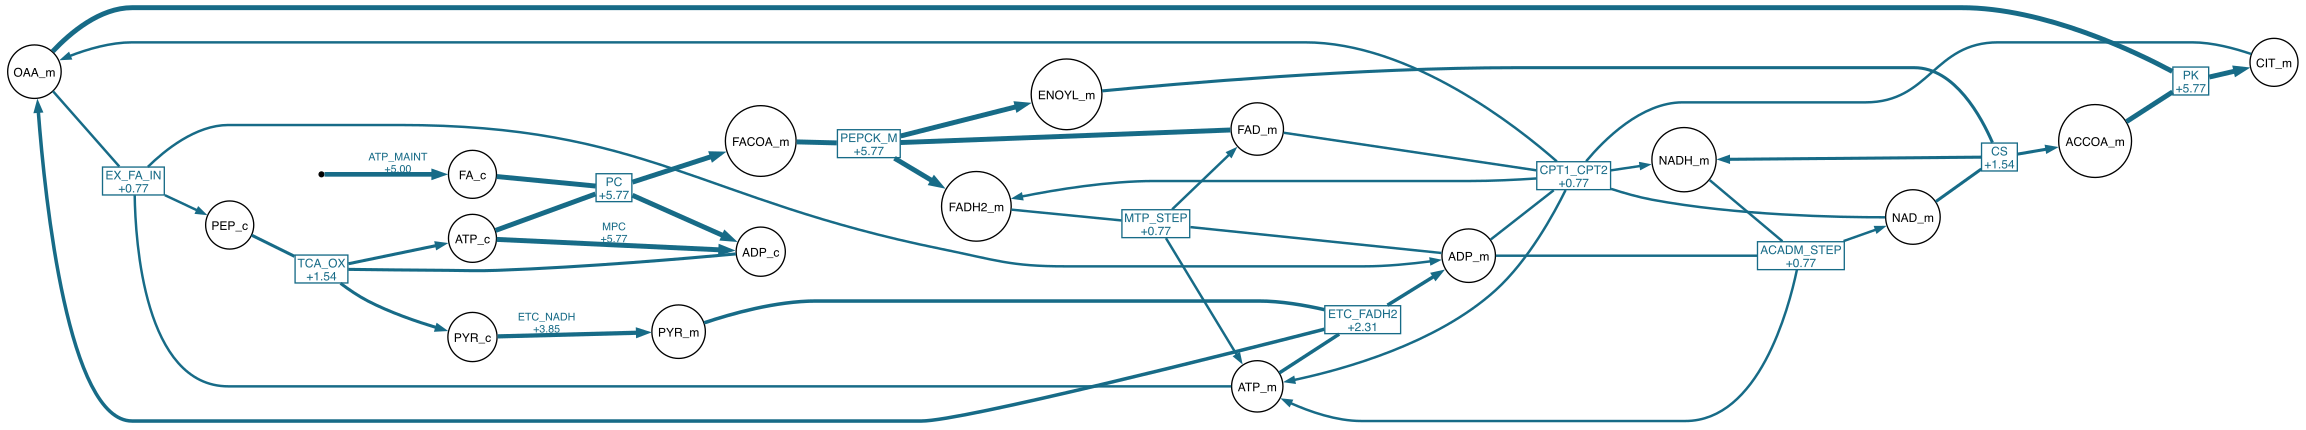 OAA_m
EX_FA_IN
+0.77
PEP_c
ATP_MAINT
+5.00
FA_c
TCA_OX
+1.54
ATP_c
PYR_c
PC
+5.77
MPC
+5.77
ETC_NADH
+3.85
PYR_m
FACOA_m
ADP_c
PEPCK_M
+5.77
ENOYL_m
FADH2_m
MTP_STEP
+0.77
FAD_m
ATP_m
ETC_FADH2
+2.31
ADP_m
CPT1_CPT2
+0.77
NADH_m
ACADM_STEP
+0.77
NAD_m
CS
+1.54
ACCOA_m
PK
+5.77
CIT_m